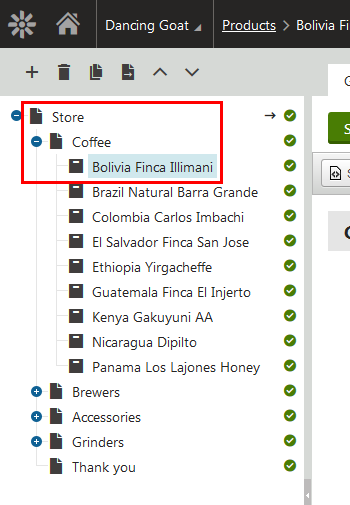 Dancing Goat Products Bolivia Fi
Store
Coffee
Bolivia Finca Illimani
Brazil Natural Barra Grande
Colombia Carlos Imbachi
El Salvador Finca San Jose
Ethiopia Yirgacheffe
Guatemala Finca El Injerto
Kenya Gakuyuni AA
Nicaragua Dipilto
Panama Los Lajones Honey
Brewers
Accessories
Grinders
Thank you